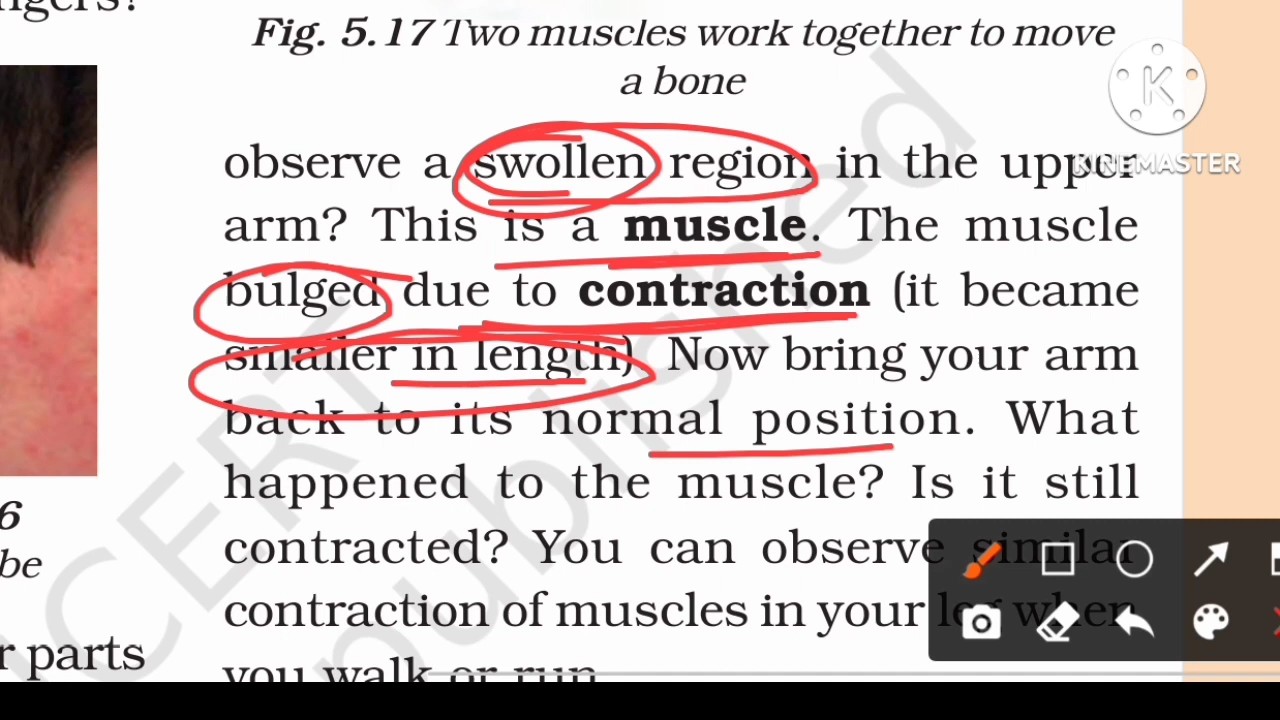 ngers?
Fig. 5.17 Two muscles work together to move
a bone
KINEMASTER
observe a swollen region in the upper
arm? This is a muscle. The muscle
bulged due to contraction (it became
smaller in length). Now bring your arm
back to its normal position. What
happened to the muscle? Is it still
contracted? You can observe similar
contraction of muscles in your leg when
you walk or run.
6
be
r parts
NCERT
published